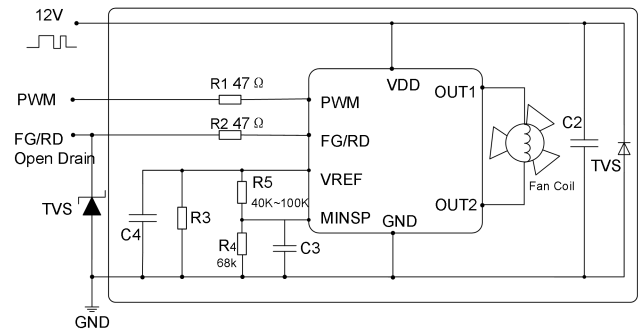 12V
R1 47 Ω
VDD
OUT1
PWM
PWM
C2
R2 47 Ω
FG/RD
Open Drain
FG/RD
TVS
R5
VREF
Fan Coil
40K~100K
TVS
R3
MINSP
GND
OUT2
C4
R4
68k
C3
GND